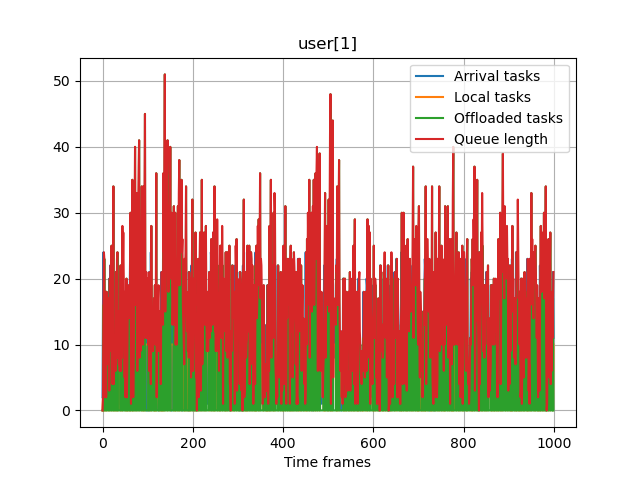 user[1]
Arrival tasks
Local tasks
Offloaded tasks
Queue length
50
40
30
20
10
0
0 200 400 600 800 1000
Time frames